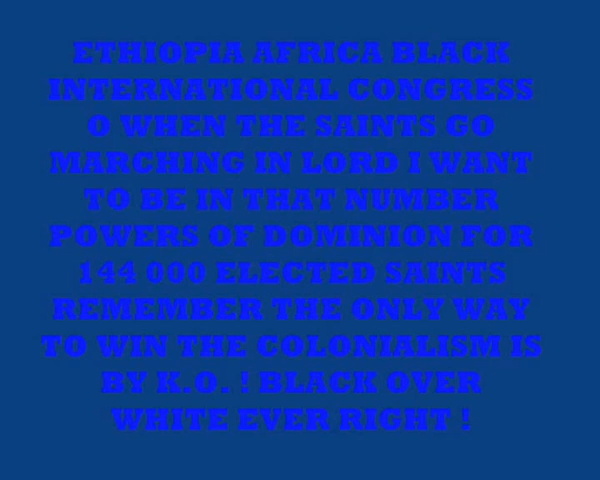 ETHIOPIA AFRICA BLACK
INTERNATIONAL CONGRESS
O WHEN THE SAINTS GO
MARCHING IN LORD I WANT
TO BE IN THAT NUMBER
POWERS OF DOMINION FOR
144 000 ELECTED SAINTS
REMEMBER THE ONLY WAY
TO WIN THE COLONIALISM IS
BY K.O. ! BLACK OVER
WHITE EVER RIGHT !